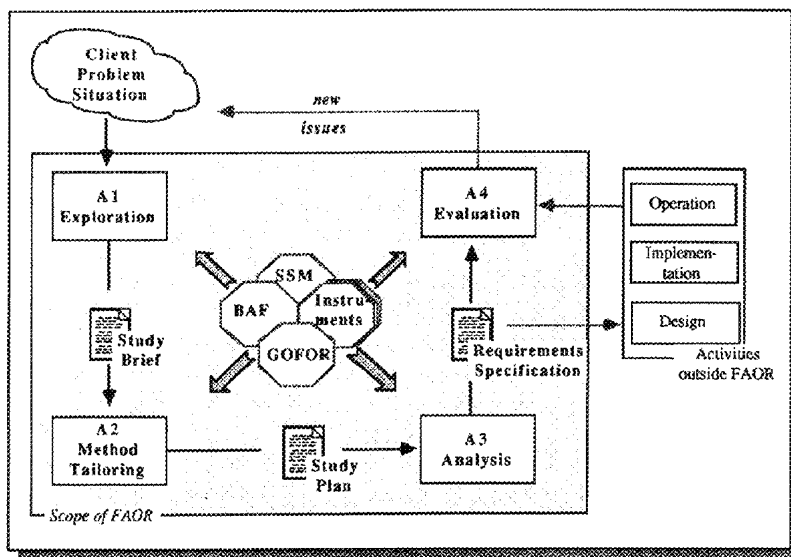 Client
Problem
Situation
new
issues
A1
Exploration
A4
Evaluation
Operation
Implemen-
tation
Design
Activities
outside FAOR
SSM
BAF
Instru
ments
GOFOR
Study
Brief
Requirements
Specification
A2
Method
Tailoring
Study
Plan
A3
Analysis
Scope of FAOR